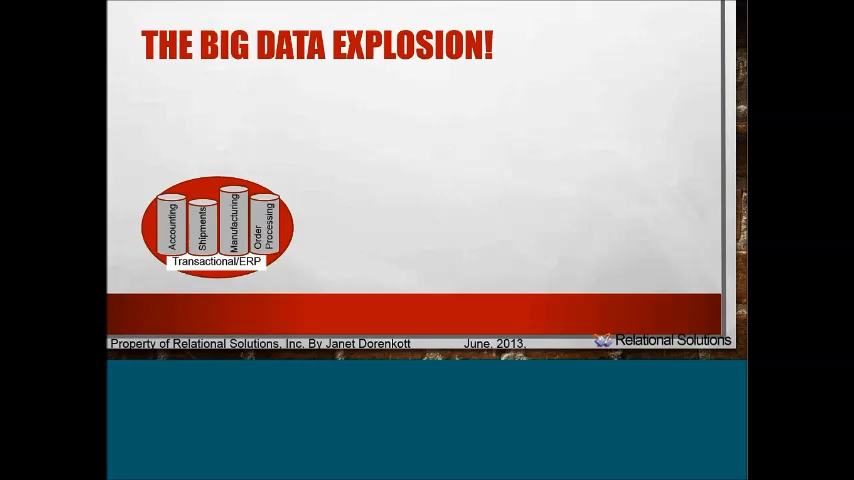 THE BIG DATA EXPLOSION!
Accounting
Shipments
Manufacturing
Order
Processing
Transactional/ERP
Property of Relational Solutions, Inc. By Janet Dorenkott
June, 2013,
Relational Solutions